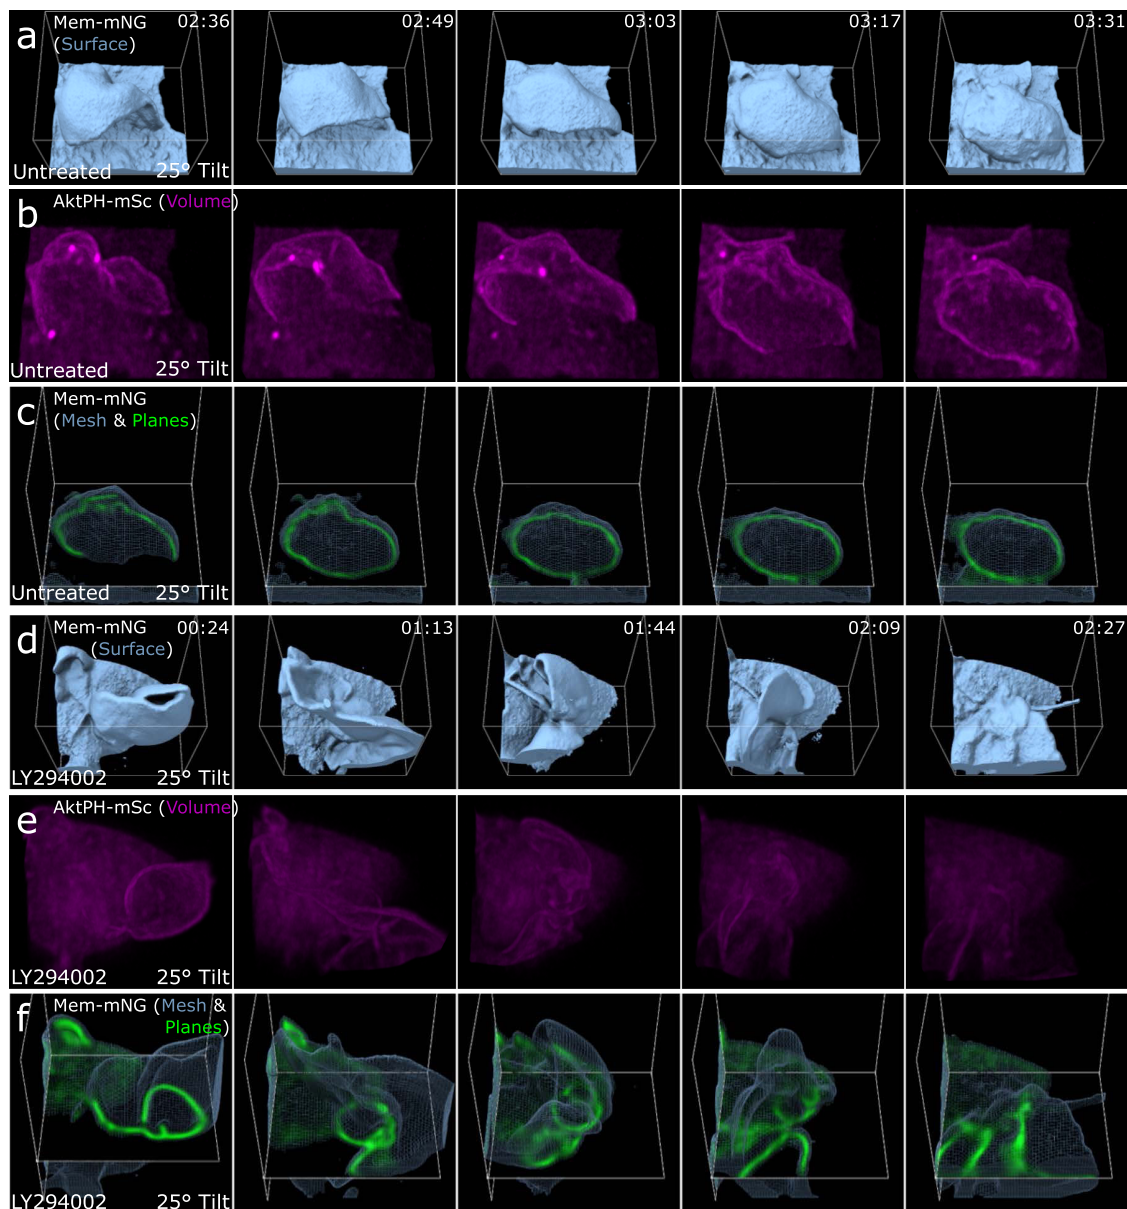 a Mem-mNG 02:36 02:49 03:03 03:17 03:31
(Surface)
Untreated 25° Tilt
b AktPH-mSc (Volume)
Untreated 25° Tilt
c Mem-mNG
(Mesh & Planes)
Untreated 25° Tilt
d Mem-mNG 00:24 01:13 01:44 02:09 02:27
(Surface)
LY294002 25° Tilt
e AktPH-mSc (Volume)
LY294002 25° Tilt
f Mem-mNG (Mesh &
Planes)
LY294002 25° Tilt